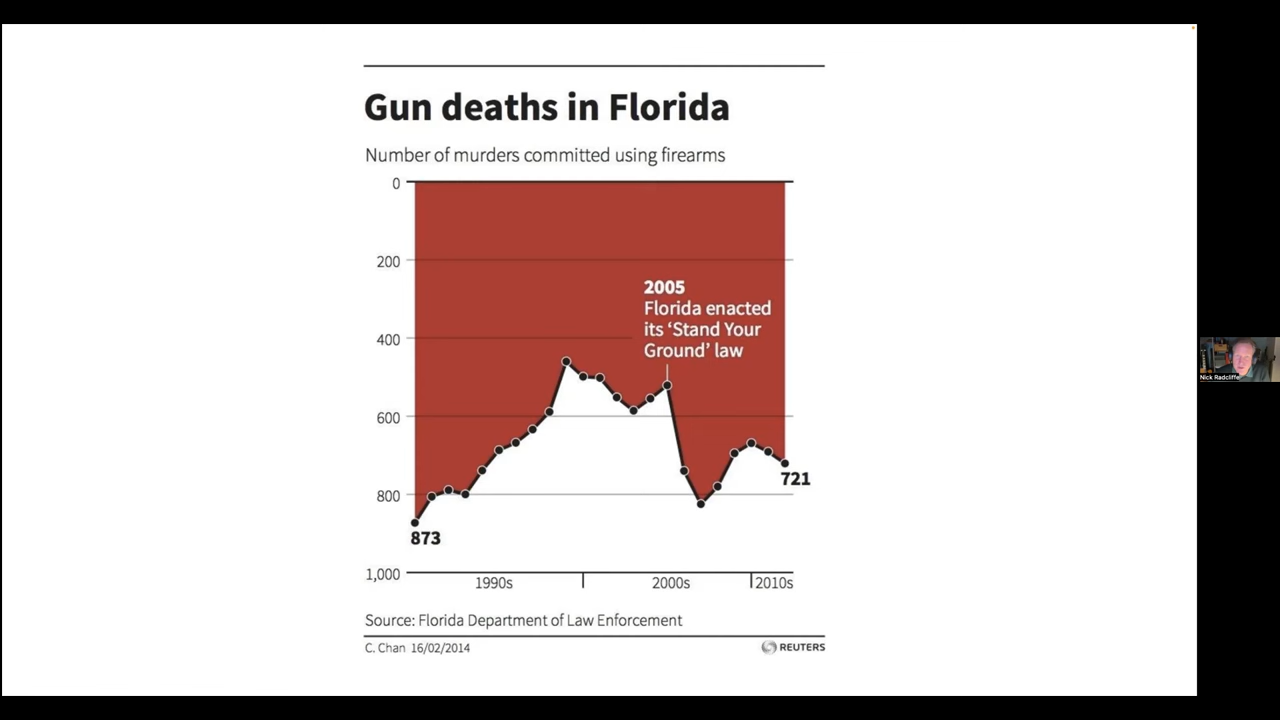 Gun deaths in Florida
Number of murders committed using firearms
0
200
400
600
800
1,000
2005
Florida enacted
its ‘Stand Your
Ground’ law
873
721
1990s
2000s
2010s
Source: Florida Department of Law Enforcement
C. Chan 16/02/2014
REUTERS
Nick Radcliffe